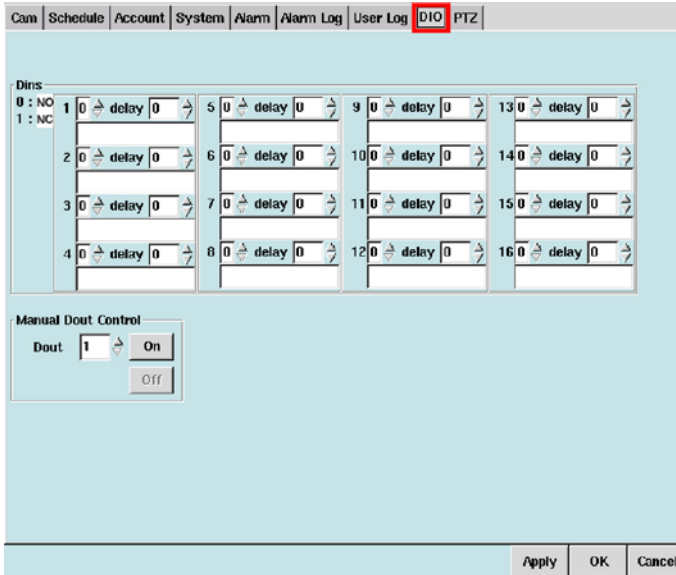 Cam Schedule Account System Alarm Alarm Log User Log DIO PTZ
Dins
0 : NO
1 : NC
1 0 delay 0 5 0 delay 0 9 0 delay 0 13 0 delay 0
2 0 delay 0 6 0 delay 0 10 0 delay 0 14 0 delay 0
3 0 delay 0 7 0 delay 0 11 0 delay 0 15 0 delay 0
4 0 delay 0 8 0 delay 0 12 0 delay 0 16 0 delay 0
Manual Dout Control
Dout 1 On
Off
Apply OK Cancel